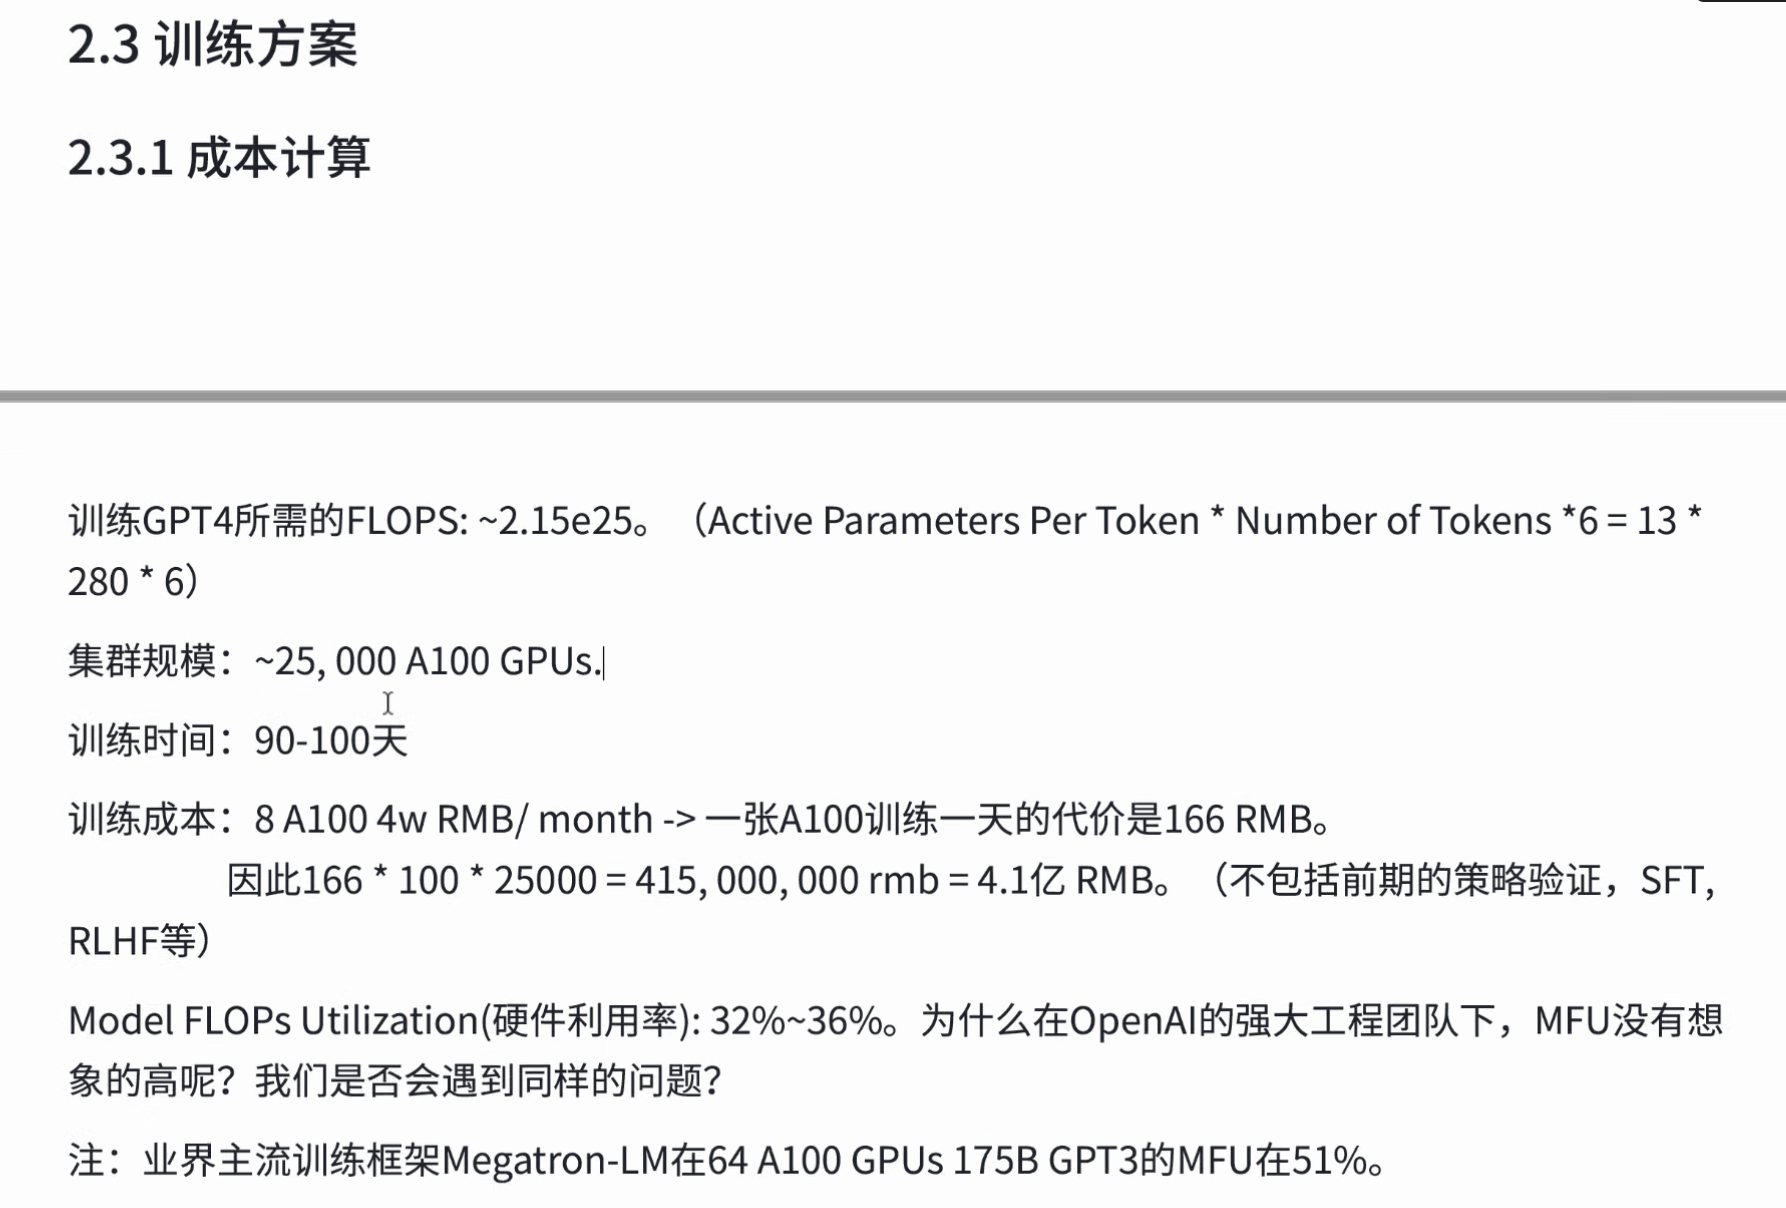 2.3 训练方案
2.3.1 成本计算
训练GPT4所需的FLOPS: ~2.15e25。（Active Parameters Per Token * Number of Tokens *6 = 13 *
280 * 6）
集群规模：~25, 000 A100 GPUs.
训练时间：90-100天
训练成本：8 A100 4w RMB/ month -> 一张A100训练一天的代价是166 RMB。
因此166 * 100 * 25000 = 415, 000, 000 rmb = 4.1亿 RMB。（不包括前期的策略验证，SFT,
RLHF等）
Model FLOPs Utilization(硬件利用率): 32%~36%。为什么在OpenAI的强大工程团队下，MFU没有想
象的高呢？我们是否会遇到同样的问题？
注：业界主流训练框架Megatron-LM在64 A100 GPUs 175B GPT3的MFU在51%。